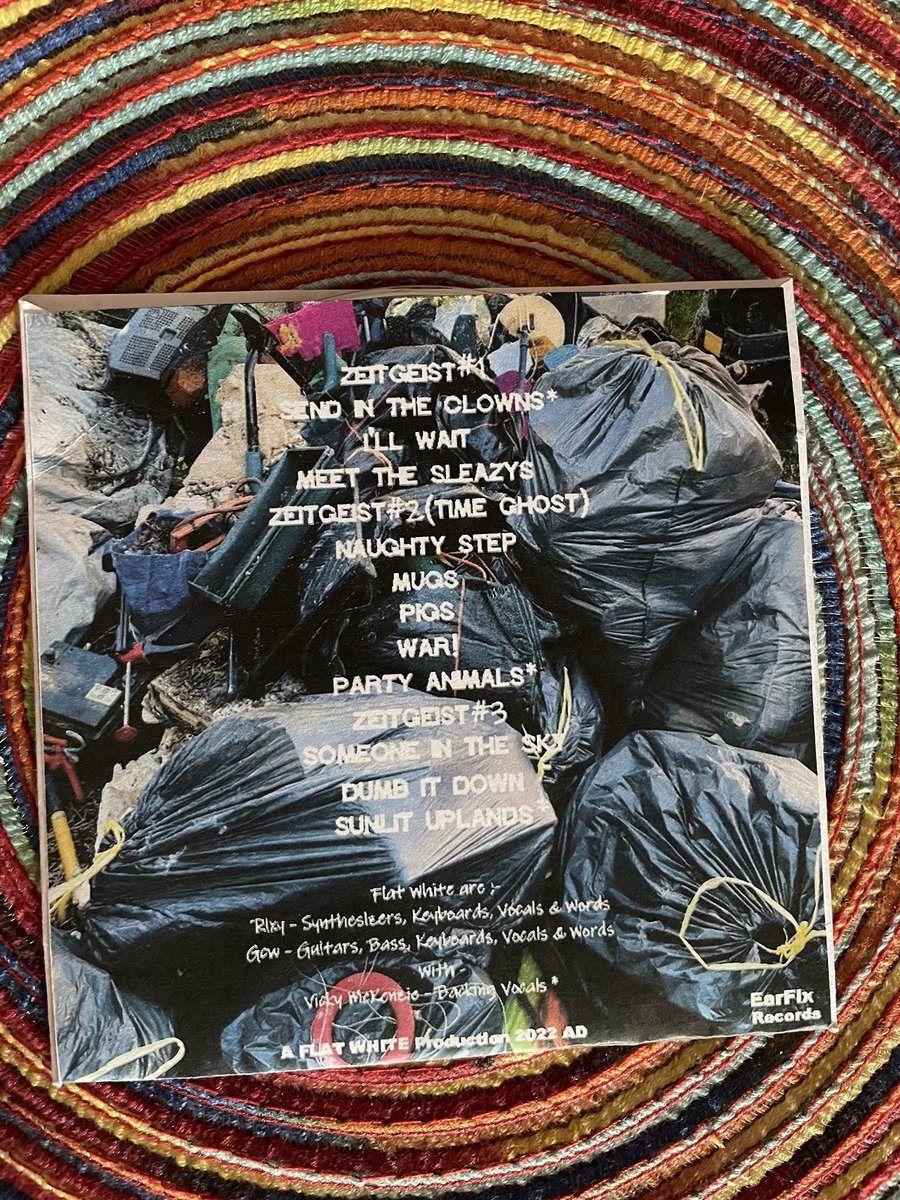 ZEITGEIST#1
SEND IN THE CLOWNS*
I'LL WAIT
MEET THE SLEAZYS
ZEITGEIST#2(TIME GHOST)
NAUGHTY STEP
MUGS
PIGS
WAR!
PARTY ANIMALS*
ZEITGEIST#3
SOMEONE IN THE SKY
DUMB IT DOWN
SUNLIT UPLANDS*
Flat White are :-
Rixy - Synthesizers, Keyboards, Vocals & Words
Gow - Guitars, Bass, Keyboards, Vocals & Words
with -
Vicky McKenzie - Backing Vocals *
A FLAT WHITE Production 2022 AD
EarFix
Records